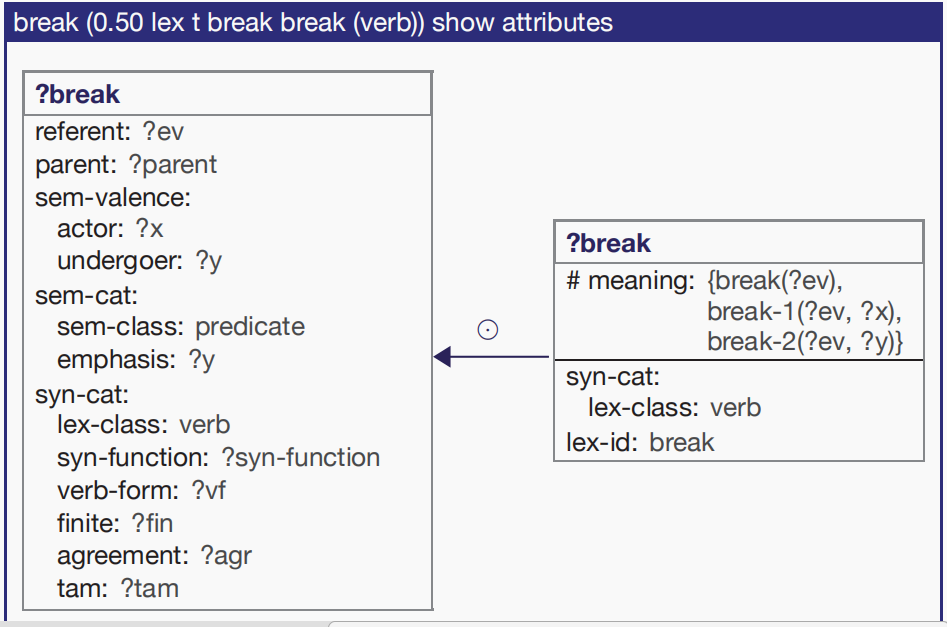 break (0.50 lex t break break (verb)) show attributes
?break
referent: ?ev
parent: ?parent
sem-valence:
actor: ?x
undergoer: ?y
sem-cat:
sem-class: predicate
emphasis: ?y
syn-cat:
lex-class: verb
syn-function: ?syn-function
verb-form: ?vf
finite: ?fin
agreement: ?agr
tam: ?tam
⊙
?break
# meaning: {break(?ev),
break-1(?ev, ?x),
break-2(?ev, ?y)}
syn-cat:
lex-class: verb
lex-id: break